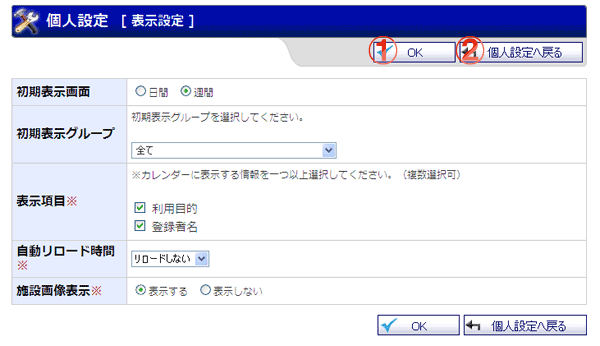 個人設定 [ 表示設定 ]
① OK ② 個人設定へ戻る
初期表示画面 日間 週間
初期表示グループ 初期表示グループを選択してください。
全て
表示項目※ ※カレンダーに表示する情報を一つ以上選択してください。（複数選択可）
利用目的
登録者名
自動リロード時間※ リロードしない
施設画像表示※ 表示する 表示しない
OK 個人設定へ戻る